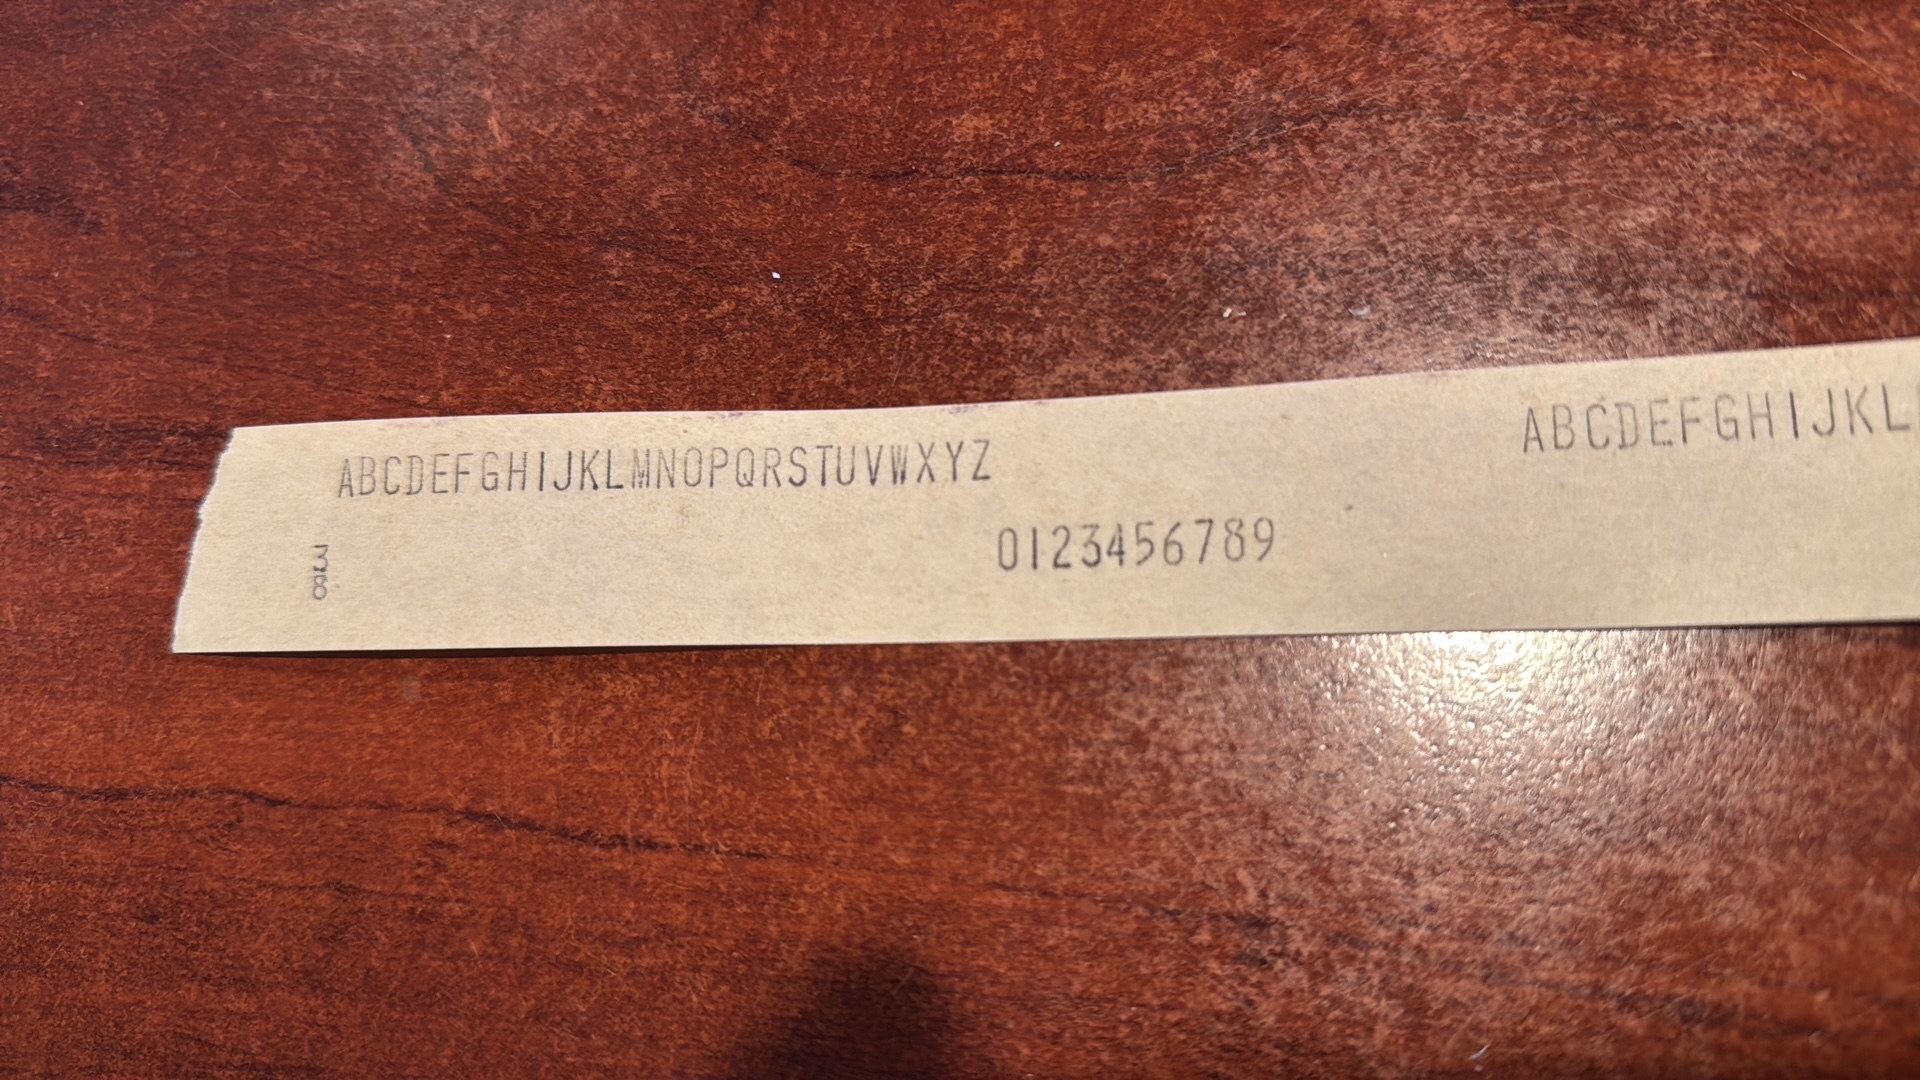 ABCDEFGHIJKLMNOPQRSTUVWXYZ
ABCDEFGHIJKL
0123456789